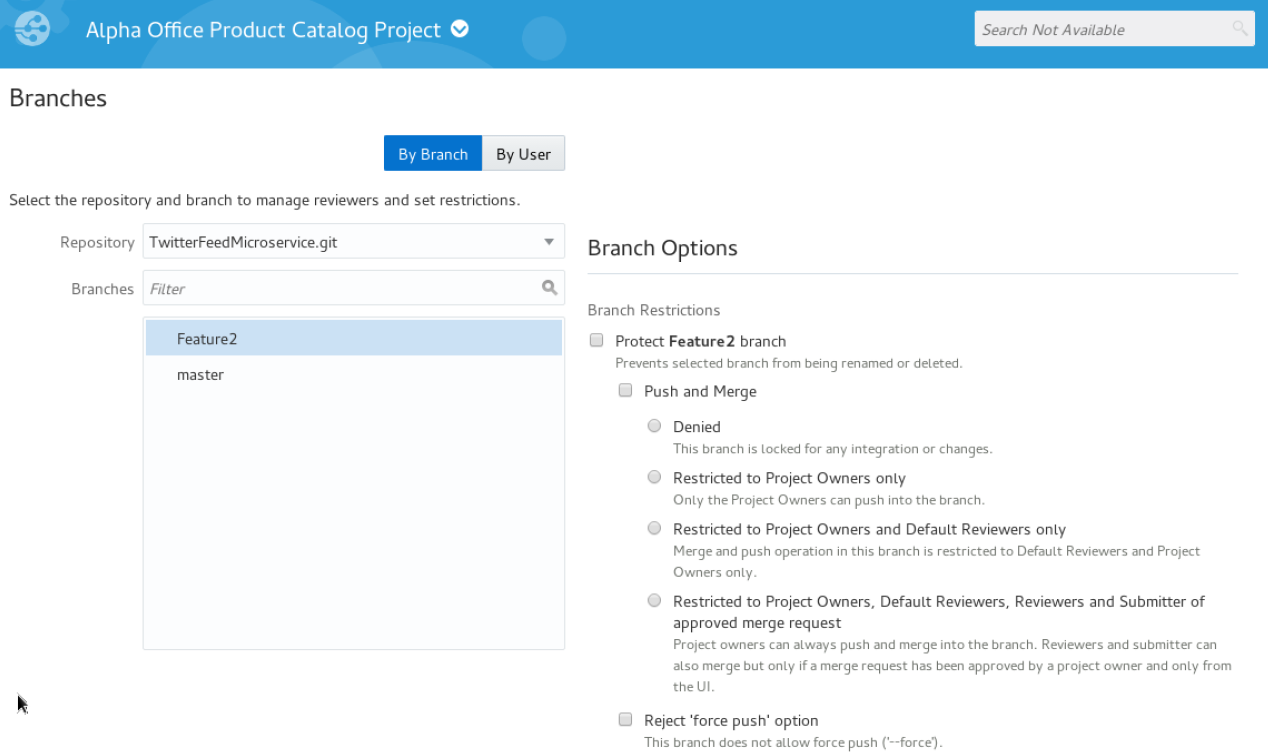 Alpha Office Product Catalog Project
Search Not Available
Branches
By Branch
By User
Select the repository and branch to manage reviewers and set restrictions.
Repository
TwitterFeedMicroservice.git
Branches
Filter
Feature2
master
Branch Options
Branch Restrictions
Protect Feature2 branch
Prevents selected branch from being renamed or deleted.
Push and Merge
Denied
This branch is locked for any integration or changes.
Restricted to Project Owners only
Only the Project Owners can push into the branch.
Restricted to Project Owners and Default Reviewers only
Merge and push operation in this branch is restricted to Default Reviewers and Project
Owners only.
Restricted to Project Owners, Default Reviewers, Reviewers and Submitter of
approved merge request
Project owners can always push and merge into the branch. Reviewers and submitter can
also merge but only if a merge request has been approved by a project owner and only from
the UI.
Reject 'force push' option
This branch does not allow force push ('--force').